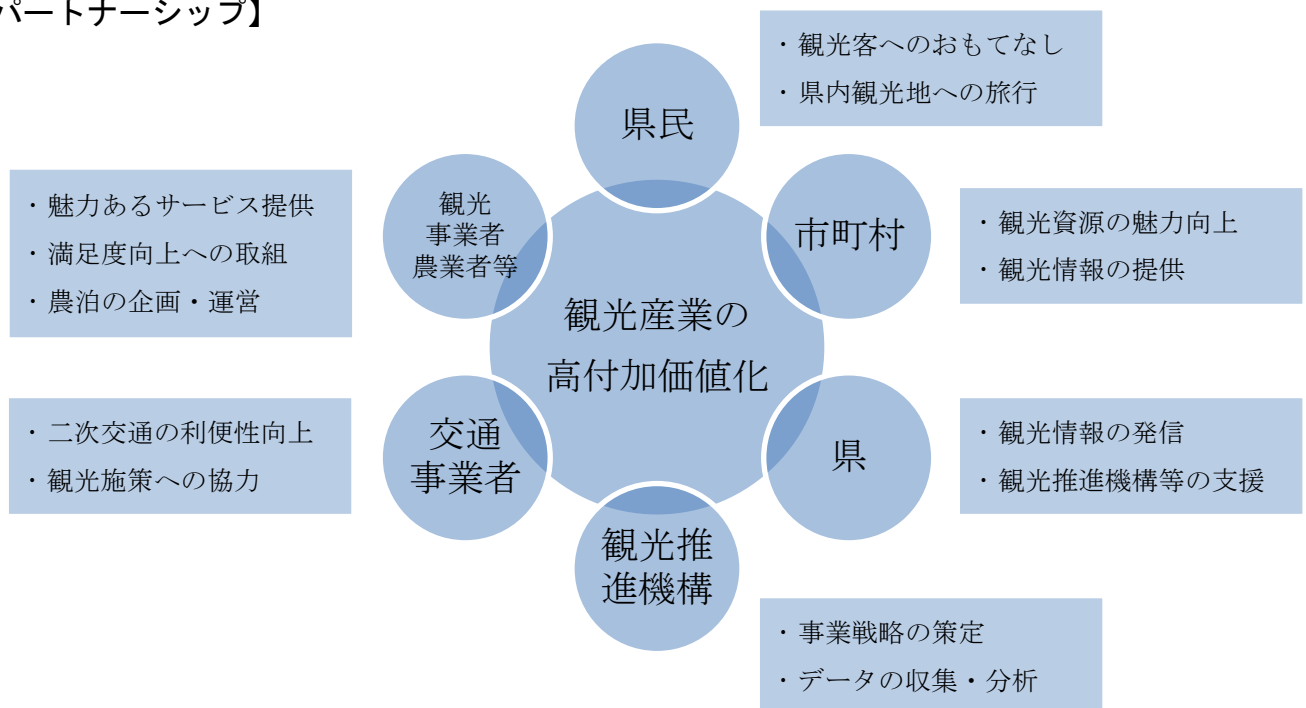 パートナーシップ】
県民
・観光客へのおもてなし
・県内観光地への旅行
市町村
・観光資源の魅力向上
・観光情報の提供
県
・観光情報の発信
・観光推進機構等の支援
観光推
進機構
・事業戦略の策定
・データの収集・分析
交通
事業者
・二次交通の利便性向上
・観光施策への協力
観光
事業者
農業者等
・魅力あるサービス提供
・満足度向上への取組
・農泊の企画・運営
観光産業の
高付加価値化